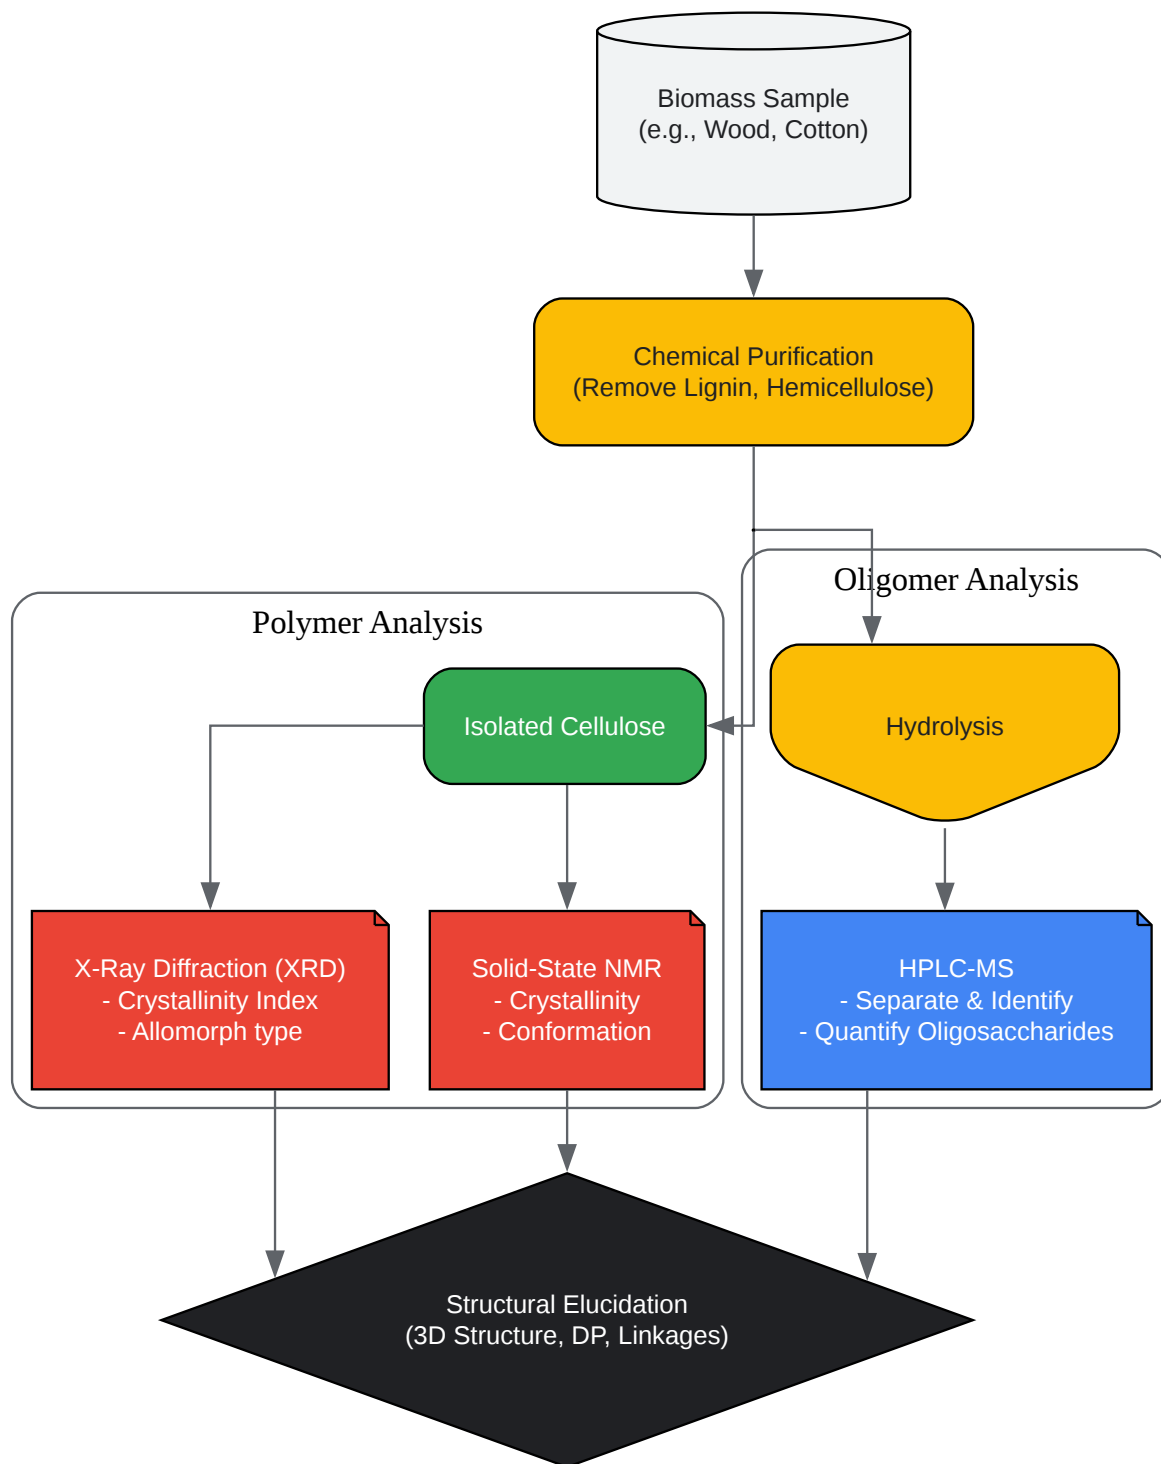 Biomass Sample
(e.g., Wood, Cotton)
Chemical Purification
(Remove Lignin, Hemicellulose)
Oligomer Analysis
Polymer Analysis
Isolated Cellulose
Hydrolysis
X-Ray Diffraction (XRD)
- Crystallinity Index
- Allomorph type
Solid-State NMR
- Crystallinity
- Conformation
HPLC-MS
- Separate & Identify
- Quantify Oligosaccharides
Structural Elucidation
(3D Structure, DP, Linkages)